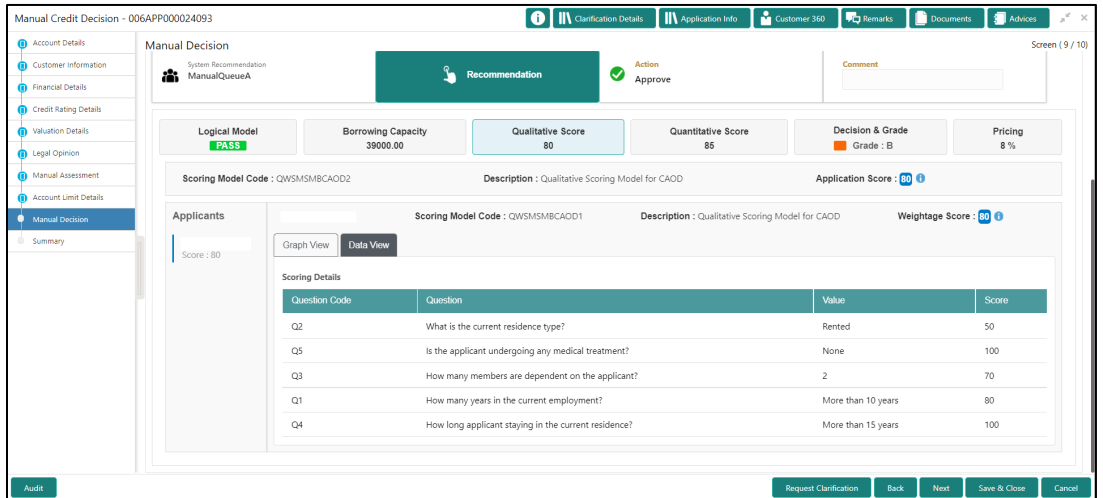 Manual Credit Decision - 006APP000024093
Clarification Details
Application Info
Customer 360
Remarks
Documents
Advices
Account Details
Customer Information
Financial Details
Credit Rating Details
Valuation Details
Legal Opinion
Manual Assessment
Account Limit Details
Manual Decision
Summary
Manual Decision
Screen ( 9 / 10)
System Recommendation
ManualQueueA
Recommendation
Action
Approve
Comment
Logical Model
PASS
Borrowing Capacity
39000.00
Qualitative Score
80
Quantitative Score
85
Decision & Grade
Grade : B
Pricing
8 %
Scoring Model Code : QWSMSMBCAOD2 Description : Qualitative Scoring Model for CAOD Application Score : 80
Applicants
Score : 80
Scoring Model Code : QWSMSMBCAOD1 Description : Qualitative Scoring Model for CAOD Weightage Score : 80
Graph View Data View
Scoring Details
Question Code Question Value Score
Q2 What is the current residence type? Rented 50
Q5 Is the applicant undergoing any medical treatment? None 100
Q3 How many members are dependent on the applicant? 2 70
Q1 How many years in the current employment? More than 10 years 80
Q4 How long applicant staying in the current residence? More than 15 years 100
Audit
Request Clarification
Back
Next
Save & Close
Cancel